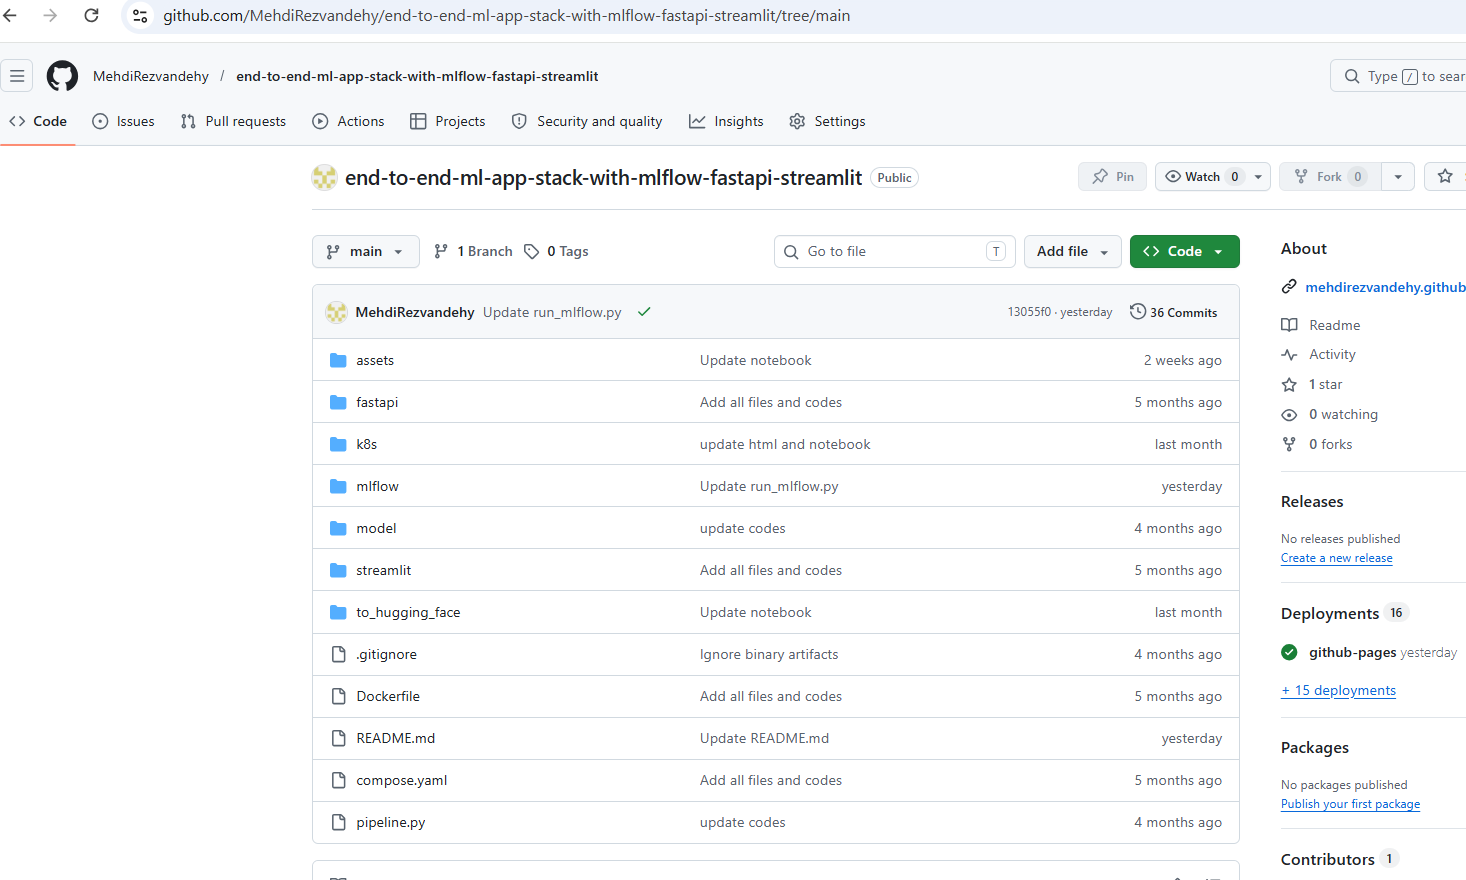 github.com/MehdiRezvandehy/end-to-end-ml-app-stack-with-mlflow-fastapi-streamlit/tree/main
MehdiRezvandehy / end-to-end-ml-app-stack-with-mlflow-fastapi-streamlit
Type / to sear
Code Issues Pull requests Actions Projects Security and quality Insights Settings
end-to-end-ml-app-stack-with-mlflow-fastapi-streamlit Public
Pin Watch 0 Fork 0
main 1 Branch 0 Tags
Go to file T Add file Code
MehdiRezvandehy Update run_mlflow.py 13055f0 · yesterday 36 Commits
assets Update notebook 2 weeks ago
fastapi Add all files and codes 5 months ago
k8s update html and notebook last month
mlflow Update run_mlflow.py yesterday
model update codes 4 months ago
streamlit Add all files and codes 5 months ago
to_hugging_face Update notebook last month
.gitignore Ignore binary artifacts 4 months ago
Dockerfile Add all files and codes 5 months ago
README.md Update README.md yesterday
compose.yaml Add all files and codes 5 months ago
pipeline.py update codes 4 months ago
About
mehdirezvandehy.github
Readme
Activity
1 star
0 watching
0 forks
Releases
No releases published
Create a new release
Deployments 16
github-pages yesterday
+ 15 deployments
Packages
No packages published
Publish your first package
Contributors 1